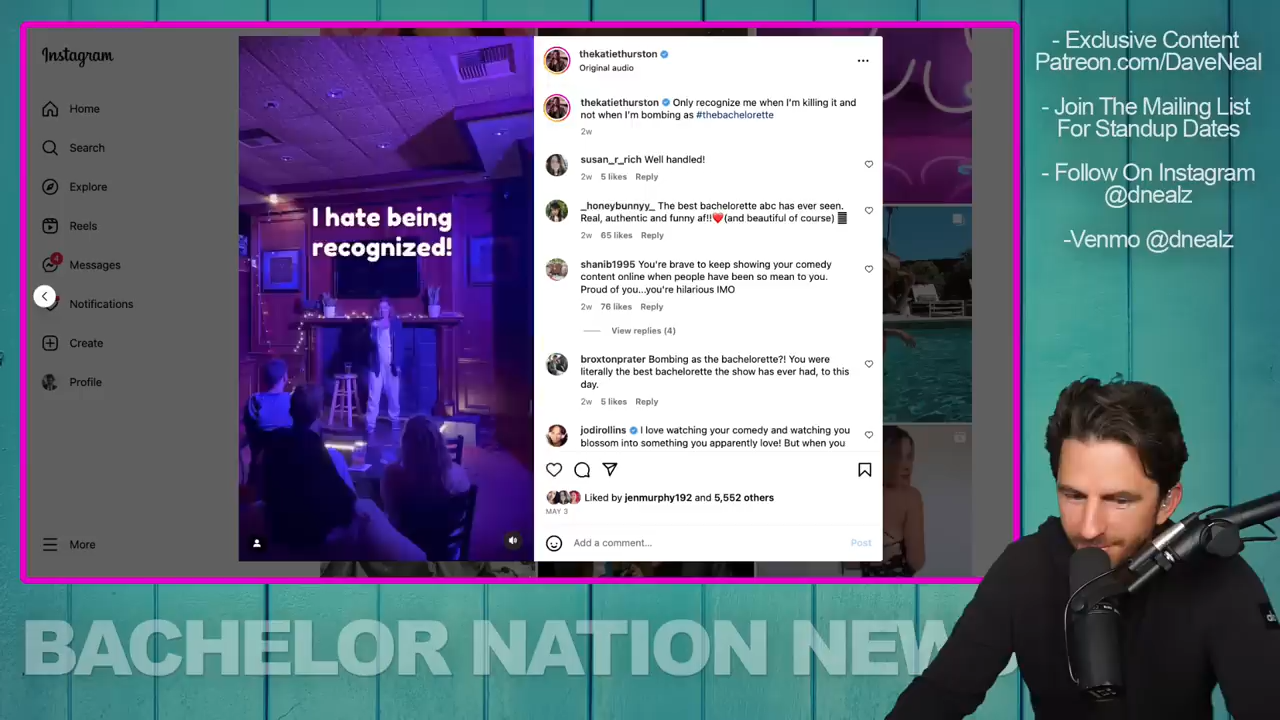 Instagram
Home
Search
Explore
Reels
4
Messages
Notifications
Create
Profile
More
I hate being
recognized!
thekatiethurston
Original audio
thekatiethurston Only recognize me when I'm killing it and
not when I'm bombing as #thebachelorette
2w
susan_r_rich Well handled!
2w 5 likes Reply
_honeybunnyy_ The best bachelorette abc has ever seen.
Real, authentic and funny af!!❤️(and beautiful of course)
2w 65 likes Reply
shanib1995 You're brave to keep showing your comedy
content online when people have been so mean to you.
Proud of you...you're hilarious IMO
2w 76 likes Reply
View replies (4)
broxtonprater Bombing as the bachelorette?! You were
literally the best bachelorette the show has ever had, to this
day.
2w 5 likes Reply
jodirollins I love watching your comedy and watching you
blossom into something you apparently love! But when you
Liked by jenmurphy192 and 5,552 others
MAY 3
Add a comment...
Post
- Exclusive Content
Patreon.com/DaveNeal
- Join The Mailing List
For Standup Dates
- Follow On Instagram
@dnealz
-Venmo @dnealz
BACHELOR NATION NEW